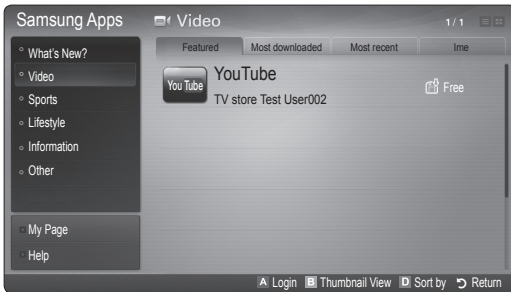 Samsung Apps
Video
1/1
What's New?
Video
Sports
Lifestyle
Information
Other
My Page
Help
Featured
Most downloaded
Most recent
Ime
You Tube
YouTube
TV store Test User002
Free
A Login B Thumbnail View D Sort by Return